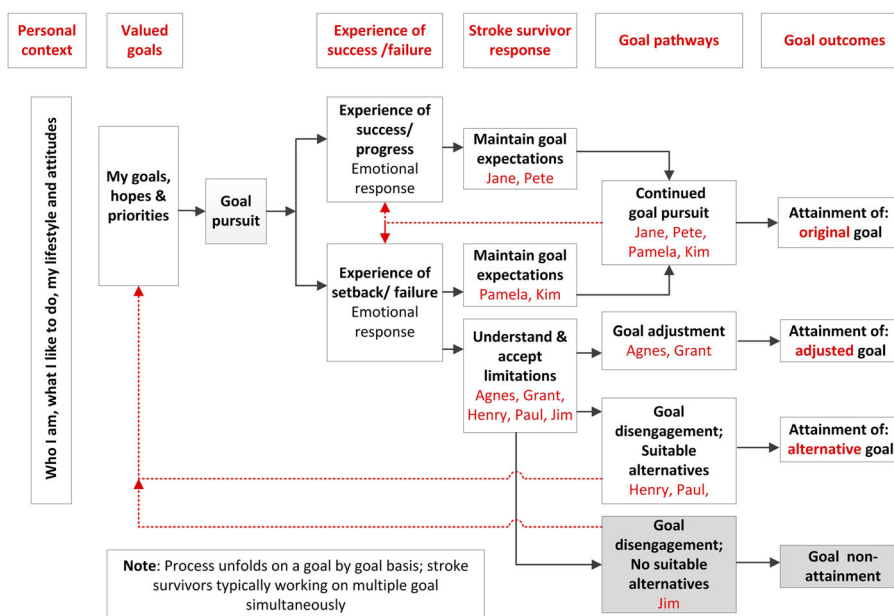 Personal
context
Valued
goals
Experience of
success /failure
Stroke survivor
response
Goal pathways
Goal outcomes
Who I am, what I like to do, my lifestyle and attitudes
My goals,
hopes &
priorities
Goal
pursuit
Experience of
success/
progress
Emotional
response
Maintain goal
expectations
Jane, Pete
Continued
goal pursuit
Jane, Pete,
Pamela, Kim
Attainment of:
original goal
Experience of
setback/ failure
Emotional
response
Maintain goal
expectations
Pamela, Kim
Understand &
accept
limitations
Agnes, Grant,
Henry, Paul, Jim
Goal adjustment
Agnes, Grant
Attainment of:
adjusted goal
Goal
disengagement;
Suitable
alternatives
Henry, Paul,
Attainment of:
alternative goal
Goal
disengagement;
No suitable
alternatives
Jim
Goal non-
attainment
Note: Process unfolds on a goal by goal basis; stroke
survivors typically working on multiple goal
simultaneously